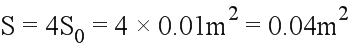 S = 4S₀ = 4 × 0.01m² = 0.04m²